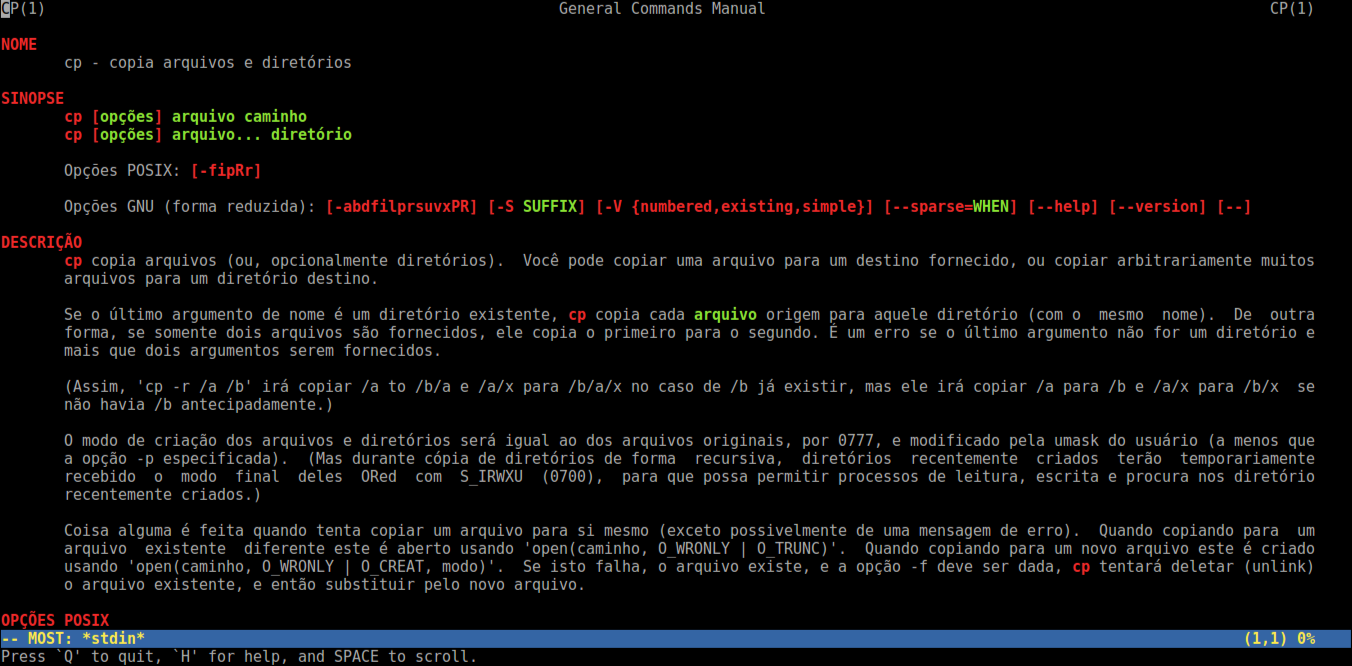 CP(1) General Commands Manual CP(1)
NOME
cp - copia arquivos e diretórios
SINOPSE
cp [opções] arquivo caminho
cp [opções] arquivo... diretório
Opções POSIX: [-fipRr]
Opções GNU (forma reduzida): [-abdfilprsuvxPR] [-S SUFFIX] [-V {numbered,existing,simple}] [--sparse=WHEN] [--help] [--version] [--]
DESCRIÇÃO
cp copia arquivos (ou, opcionalmente diretórios).  Você pode copiar uma arquivo para um destino fornecido, ou copiar arbitrariamente muitos
arquivos para um diretório destino.
Se o último argumento de nome é um diretório existente, cp copia cada arquivo origem para aquele diretório (com o  mesmo  nome).  De  outra
forma, se somente dois arquivos são fornecidos, ele copia o primeiro para o segundo. É um erro se o último argumento não for um diretório e
mais que dois argumentos serem fornecidos.
(Assim, 'cp -r /a /b' irá copiar /a to /b/a e /a/x para /b/a/x no caso de /b já existir, mas ele irá copiar /a para /b e /a/x para /b/x  se
não havia /b antecipadamente.)
O modo de criação dos arquivos e diretórios será igual ao dos arquivos originais, por 0777, e modificado pela umask do usuário (a menos que
a opção -p especificada).  (Mas durante cópia de diretórios de forma  recursiva,  diretórios  recentemente  criados  terão  temporariamente
recebido  o  modo  final  deles  ORed  com  S_IRWXU  (0700),  para que possa permitir processos de leitura, escrita e procura nos diretório
recentemente criados.)
Coisa alguma é feita quando tenta copiar um arquivo para si mesmo (exceto possivelmente de uma mensagem de erro).  Quando copiando para  um
arquivo  existente  diferente este é aberto usando 'open(caminho, O_WRONLY | O_TRUNC)'.  Quando copiando para um novo arquivo este é criado
usando 'open(caminho, O_WRONLY | O_CREAT, modo)'.  Se isto falha, o arquivo existe, e a opção -f deve ser dada, cp tentará deletar (unlink)
o arquivo existente, e então substituir pelo novo arquivo.
OPÇÕES POSIX
-- MOST: *stdin* (1,1) 0%
Press `Q' to quit, `H' for help, and SPACE to scroll.